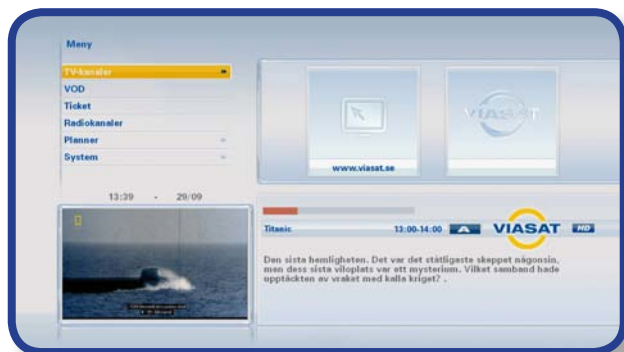 Meny
TV-kanaler
VOD
Ticket
Radiokanaler
Planner
System
www.viasat.se
VIASAT
13:39 - 29/09
Titanic 13:00-14:00 A VIASAT HD
Den sista hemligheten. Det var det ståtligaste skeppet någonsin,
men dess sista viloplats var ett mysterium. Vilket samband hade
upptäckten av vraket med kalla kriget? .